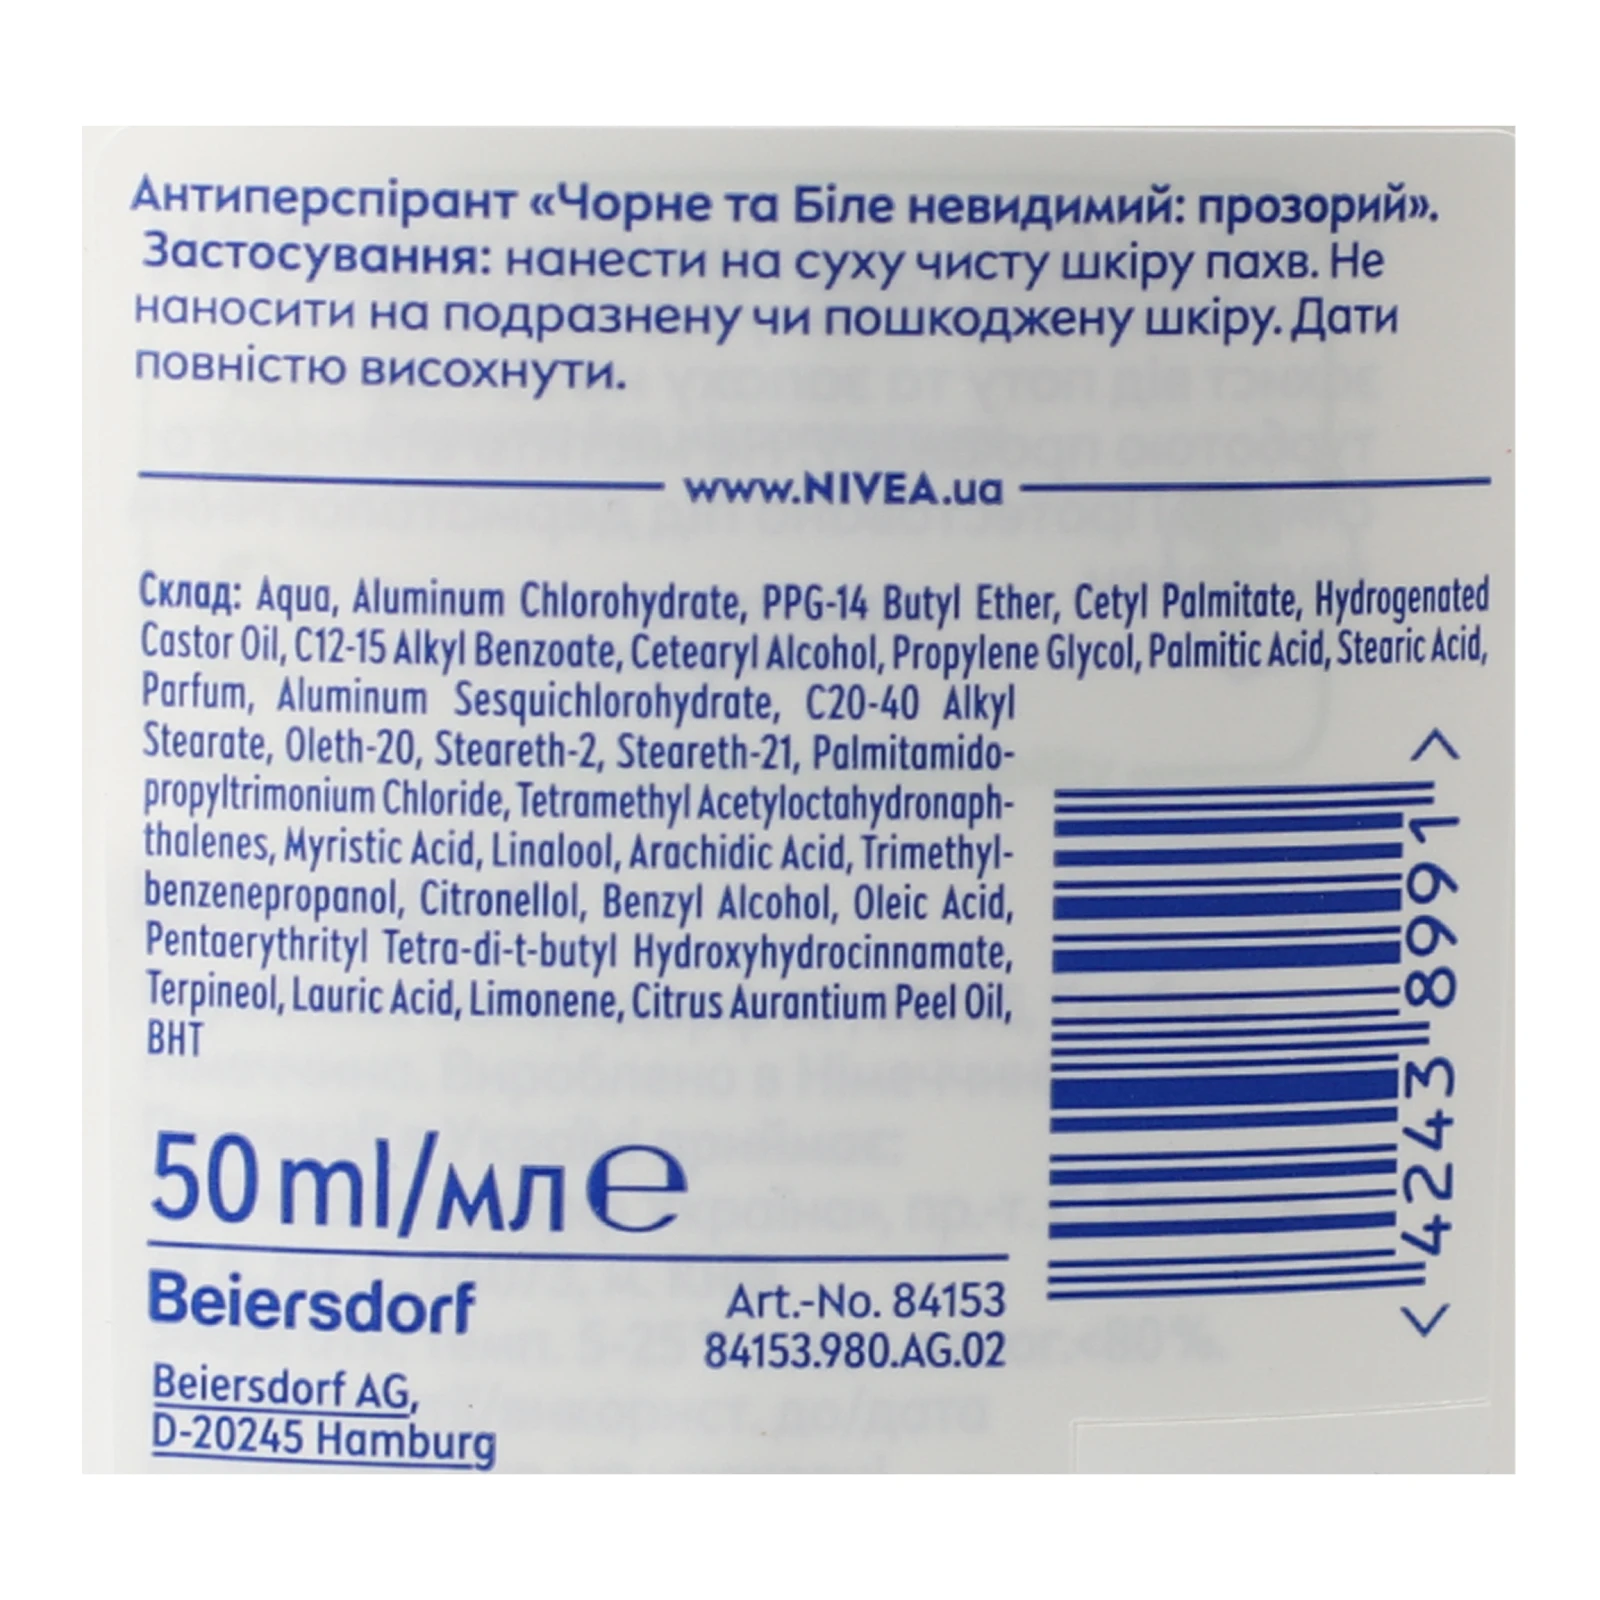 Антиперспірант «Чорне та Біле невидимий: прозорий».
Застосування: нанести на суху чисту шкіру пахв. Не
наносити на подразнену чи пошкоджену шкіру. Дати
повністю висохнути.
www.NIVEA.ua
Склад: Aqua, Aluminum Chlorohydrate, PPG-14 Butyl Ether, Cetyl Palmitate, Hydrogenated
Castor Oil, C12-15 Alkyl Benzoate, Cetearyl Alcohol, Propylene Glycol, Palmitic Acid, Stearic Acid,
Parfum, Aluminum Sesquichlorohydrate, C20-40 Alkyl
Stearate, Oleth-20, Steareth-2, Steareth-21, Palmitamido-
propyltrimonium Chloride, Tetramethyl Acetyloctahydronaph-
thalenes, Myristic Acid, Linalool, Arachidic Acid, Trimethyl-
benzenepropanol, Citronellol, Benzyl Alcohol, Oleic Acid,
Pentaerythrityl Tetra-di-t-butyl Hydroxyhydrocinnamate,
Terpineol, Lauric Acid, Limonene, Citrus Aurantium Peel Oil,
BHT
50 ml/мл e
Beiersdorf
Art.-No. 84153
84153.980.AG.02
Beiersdorf AG,
D-20245 Hamburg
< 4243 8991 >